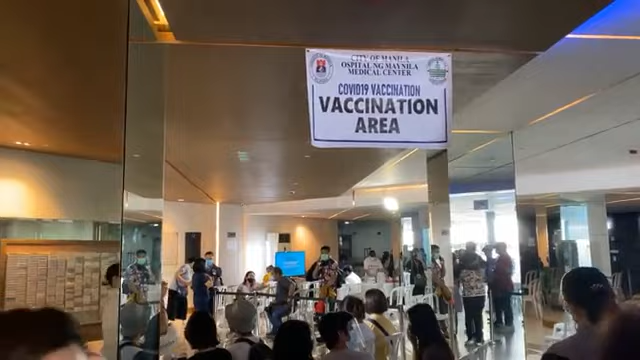 CITY OF MANILA
OSPITAL NG MAYNILA
MEDICAL CENTER
COVID19 VACCINATION
VACCINATION
AREA